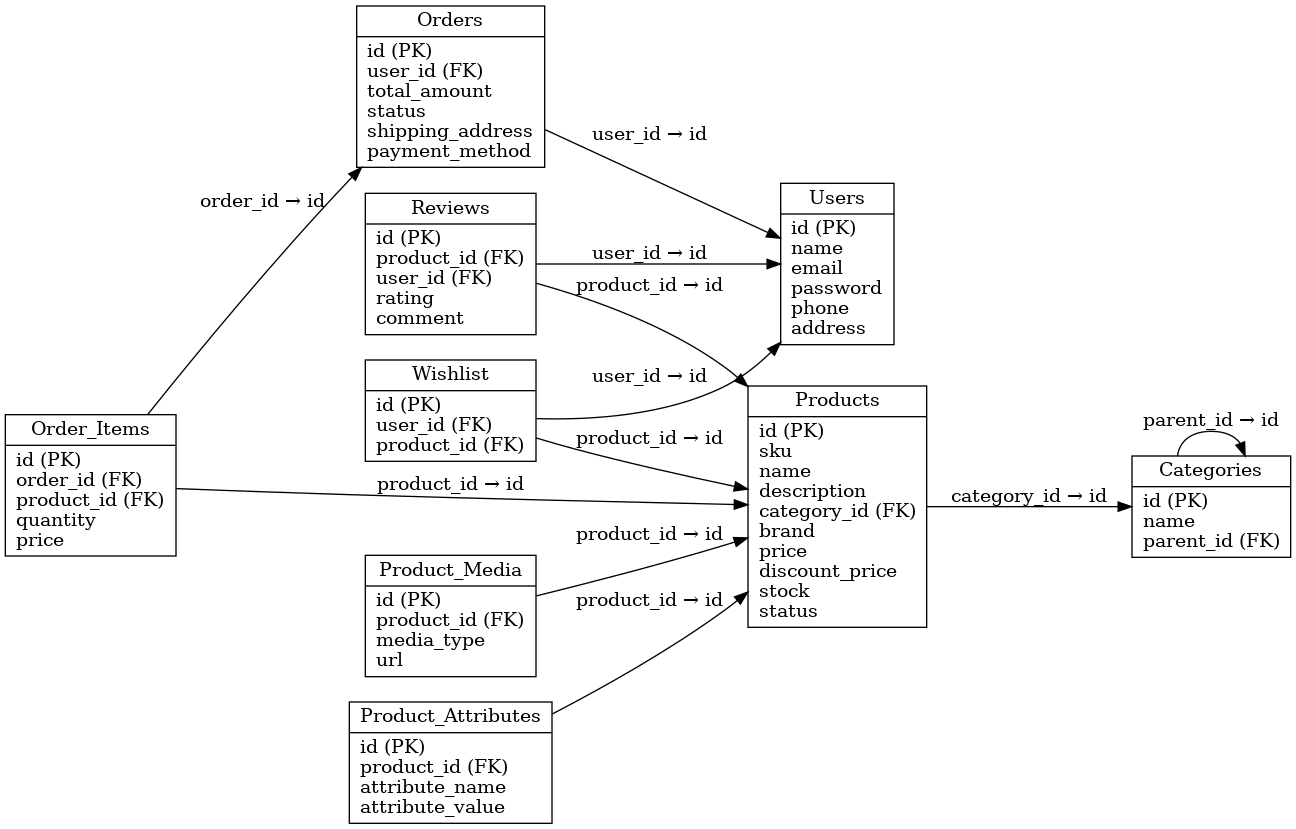 Orders
id (PK)
user_id (FK)
total_amount
status
shipping_address
payment_method
user_id → id
order_id → id
Users
id (PK)
name
email
password
phone
address
Reviews
id (PK)
product_id (FK)
user_id (FK)
rating
comment
user_id → id
product_id → id
Wishlist
id (PK)
user_id (FK)
product_id (FK)
user_id → id
product_id → id
Products
id (PK)
sku
name
description
category_id (FK)
brand
price
discount_price
stock
status
parent_id → id
Categories
id (PK)
name
parent_id (FK)
category_id → id
Order_Items
id (PK)
order_id (FK)
product_id (FK)
quantity
price
product_id → id
Product_Media
id (PK)
product_id (FK)
media_type
url
product_id → id
product_id → id
Product_Attributes
id (PK)
product_id (FK)
attribute_name
attribute_value